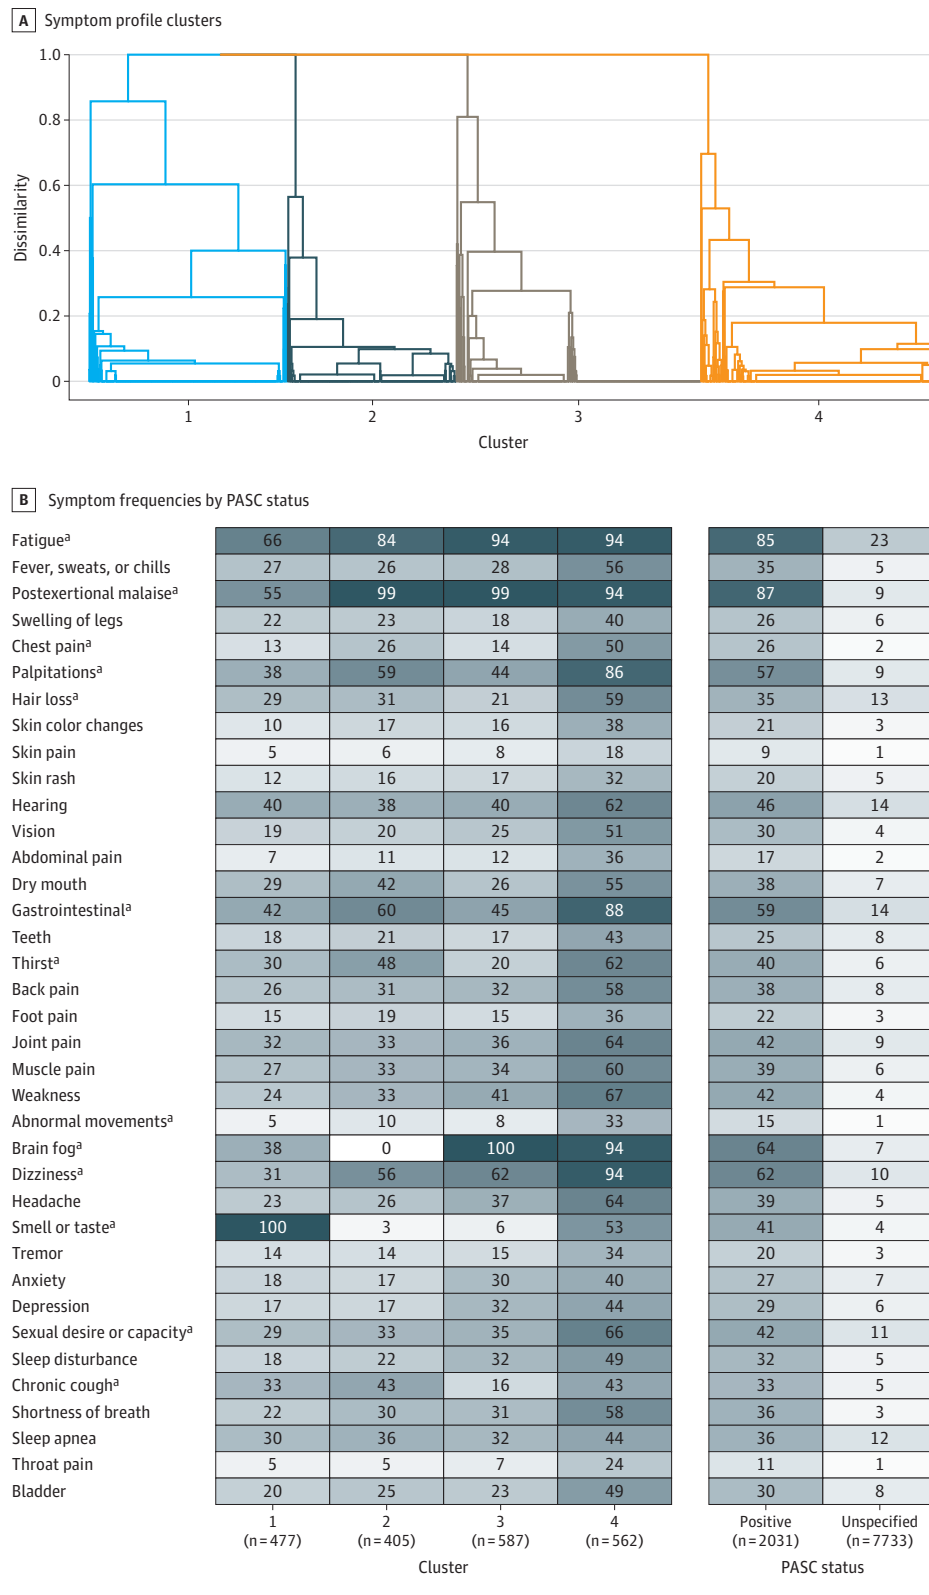 A Symptom profile clusters
1.0
0.8
0.6
0.4
0.2
0
Dissimilarity
1 2 3 4
Cluster
B Symptom frequencies by PASC status
Fatigueᵃ 66 84 94 94 85 23
Fever, sweats, or chills 27 26 28 56 35 5
Postexertional malaiseᵃ 55 99 99 94 87 9
Swelling of legs 22 23 18 40 26 6
Chest painᵃ 13 26 14 50 26 2
Palpitationsᵃ 38 59 44 86 57 9
Hair lossᵃ 29 31 21 59 35 13
Skin color changes 10 17 16 38 21 3
Skin pain 5 6 8 18 9 1
Skin rash 12 16 17 32 20 5
Hearing 40 38 40 62 46 14
Vision 19 20 25 51 30 4
Abdominal pain 7 11 12 36 17 2
Dry mouth 29 42 26 55 38 7
Gastrointestinalᵃ 42 60 45 88 59 14
Teeth 18 21 17 43 25 8
Thirstᵃ 30 48 20 62 40 6
Back pain 26 31 32 58 38 8
Foot pain 15 19 15 36 22 3
Joint pain 32 33 36 64 42 9
Muscle pain 27 33 34 60 39 6
Weakness 24 33 41 67 42 4
Abnormal movementsᵃ 5 10 8 33 15 1
Brain fogᵃ 38 0 100 94 64 7
Dizzinessᵃ 31 56 62 94 62 10
Headache 23 26 37 64 39 5
Smell or tasteᵃ 100 3 6 53 41 4
Tremor 14 14 15 34 20 3
Anxiety 18 17 30 40 27 7
Depression 17 17 32 44 29 6
Sexual desire or capacityᵃ 29 33 35 66 42 11
Sleep disturbance 18 22 32 49 32 5
Chronic coughᵃ 33 43 16 43 33 5
Shortness of breath 22 30 31 58 36 3
Sleep apnea 30 36 32 44 36 12
Throat pain 5 5 7 24 11 1
Bladder 20 25 23 49 30 8
1 2 3 4 Positive Unspecified
(n=477) (n=405) (n=587) (n=562) (n=2031) (n=7733)
Cluster PASC status